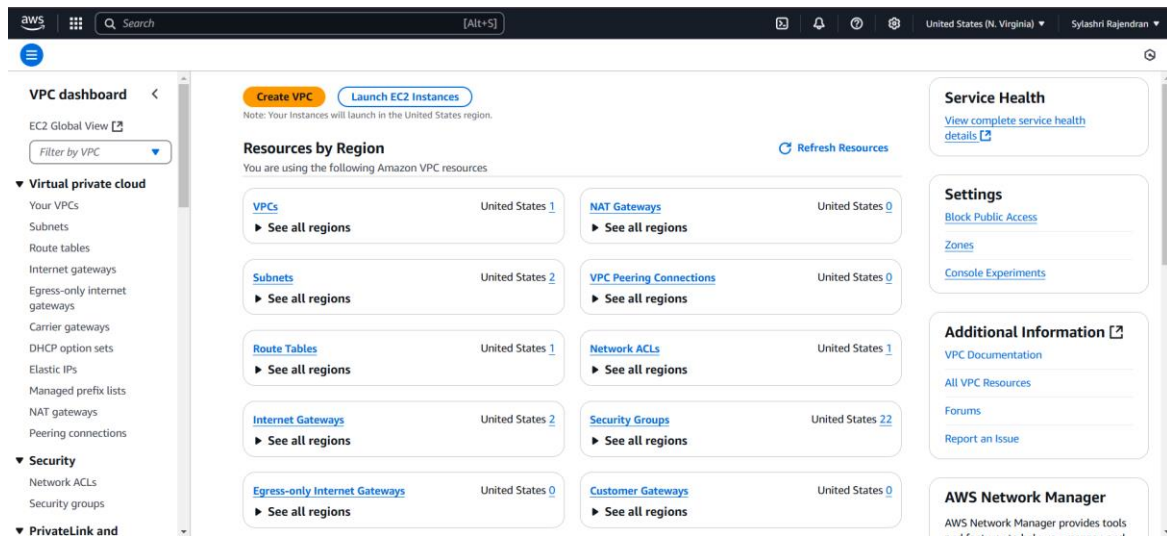 aws
Search
[Alt+S]
United States (N. Virginia) ▼
Sylashri Rajendran ▼
VPC dashboard
EC2 Global View
Filter by VPC
▼ Virtual private cloud
Your VPCs
Subnets
Route tables
Internet gateways
Egress-only internet
gateways
Carrier gateways
DHCP option sets
Elastic IPs
Managed prefix lists
NAT gateways
Peering connections
▼ Security
Network ACLs
Security groups
▼ PrivateLink and
Create VPC
Launch EC2 Instances
Note: Your Instances will launch in the United States region.
Resources by Region
Refresh Resources
You are using the following Amazon VPC resources
VPCs United States 1
▶ See all regions
NAT Gateways United States 0
▶ See all regions
Subnets United States 2
▶ See all regions
VPC Peering Connections United States 0
▶ See all regions
Route Tables United States 1
▶ See all regions
Network ACLs United States 1
▶ See all regions
Internet Gateways United States 2
▶ See all regions
Security Groups United States 22
▶ See all regions
Egress-only Internet Gateways United States 0
▶ See all regions
Customer Gateways United States 0
▶ See all regions
Service Health
View complete service health
details
Settings
Block Public Access
Zones
Console Experiments
Additional Information
VPC Documentation
All VPC Resources
Forums
Report an Issue
AWS Network Manager
AWS Network Manager provides tools